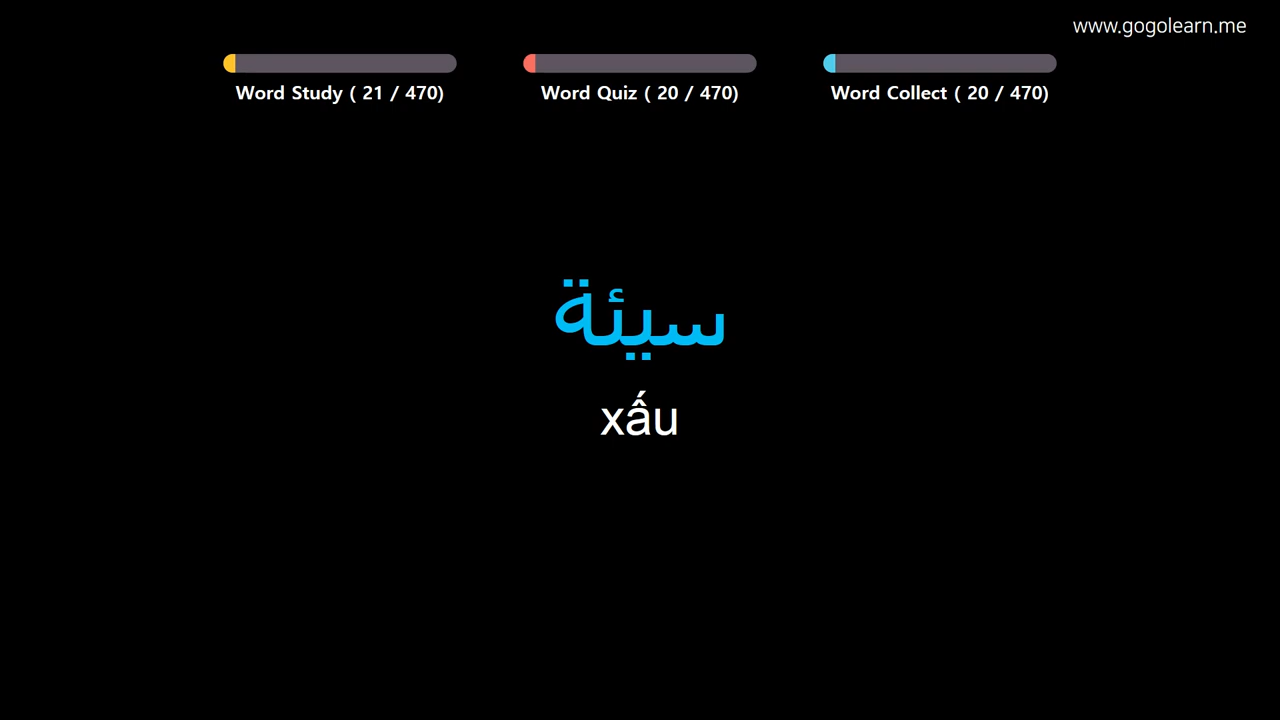 www.gogolearn.me
Word Study ( 21 / 470)
Word Quiz ( 20 / 470)
Word Collect ( 20 / 470)
سيئة
xấu